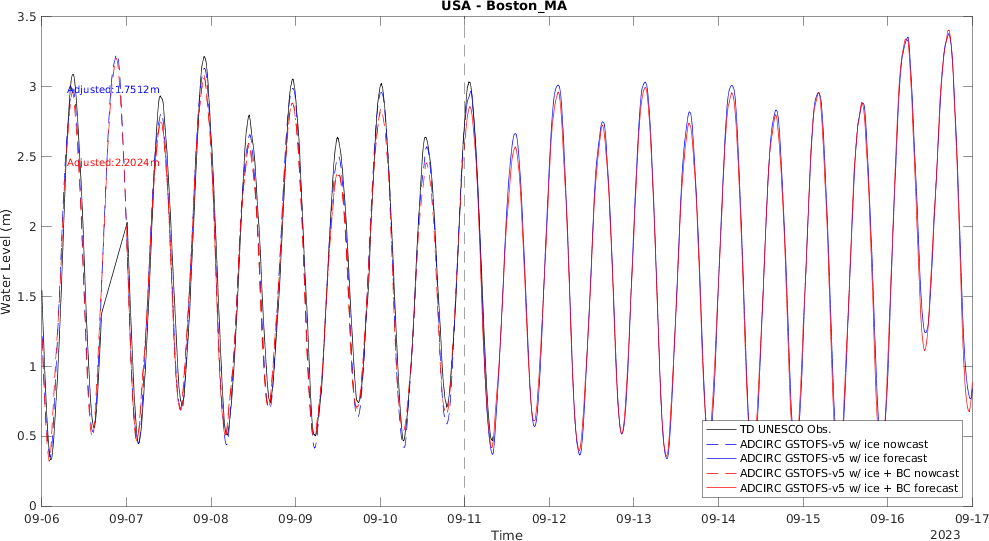 USA - Boston_MA
Water Level (m)
3.5
3
2.5
2
1.5
1
0.5
0
Adjusted:1.7512m
Adjusted:2.2024m
TD UNESCO Obs.
ADCIRC GSTOFS-v5 w/ ice nowcast
ADCIRC GSTOFS-v5 w/ ice forecast
ADCIRC GSTOFS-v5 w/ ice + BC nowcast
ADCIRC GSTOFS-v5 w/ ice + BC forecast
09-06 09-07 09-08 09-09 09-10 09-11 09-12 09-13 09-14 09-15 09-16 09-17
Time
2023